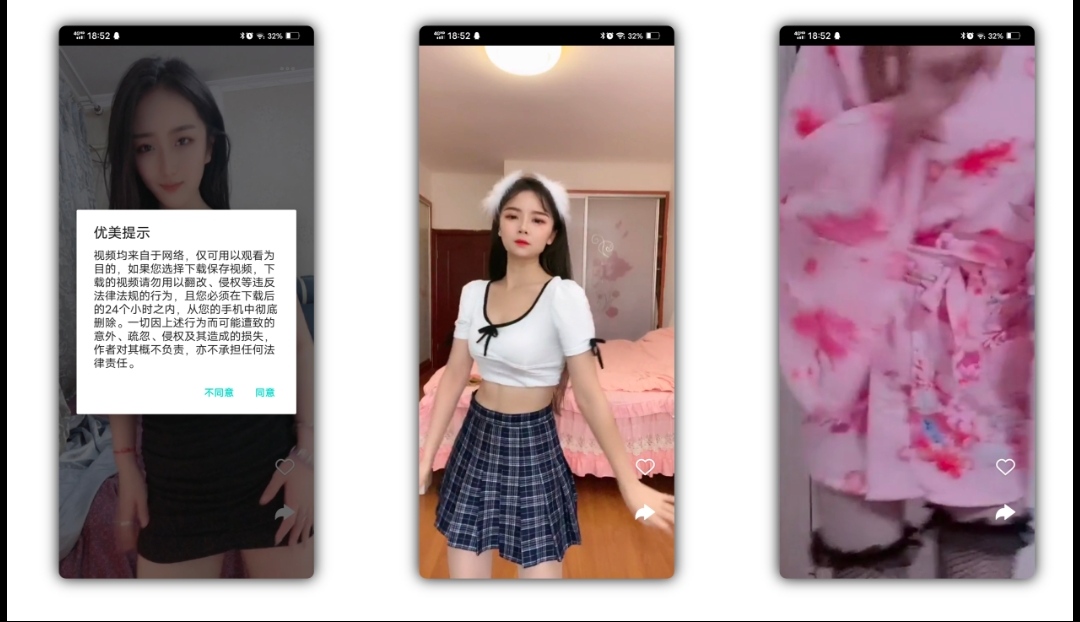 18:52
32%
优美提示
视频均来自于网络，仅可用以观看为
目的，如果您选择下载保存视频，下
载的视频请勿用以翻改、侵权等违反
法律法规的行为，且您必须在下载后
的24个小时之内，从您的手机中彻底
删除。一切因上述行为而可能遭致的
意外、疏忽、侵权及其造成的损失，
作者对其概不负责，亦不承担任何法
律责任。
不同意 同意
18:52
32%
18:52
32%